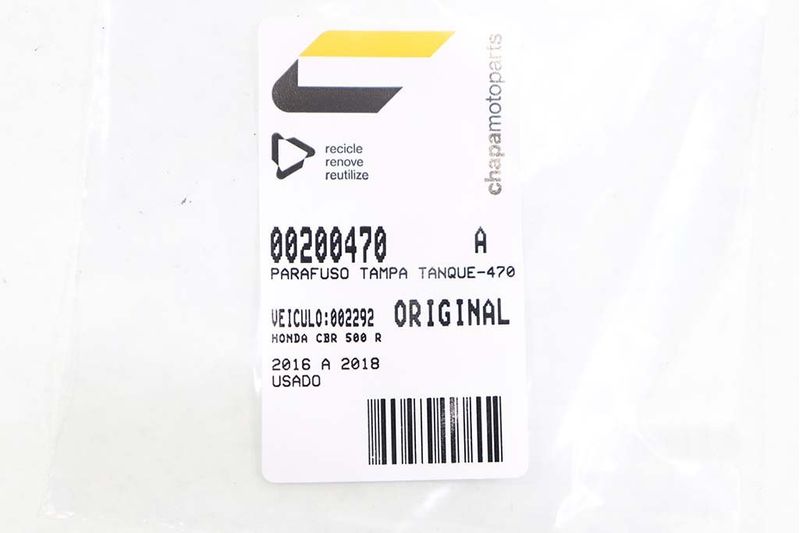 chapamotoparts
recicle
renove
reutilize
00200470 A
PARAFUSO TAMPA TANQUE-470
VEICULO:002292 ORIGINAL
HONDA CBR 500 R
2016 A 2018
USADO